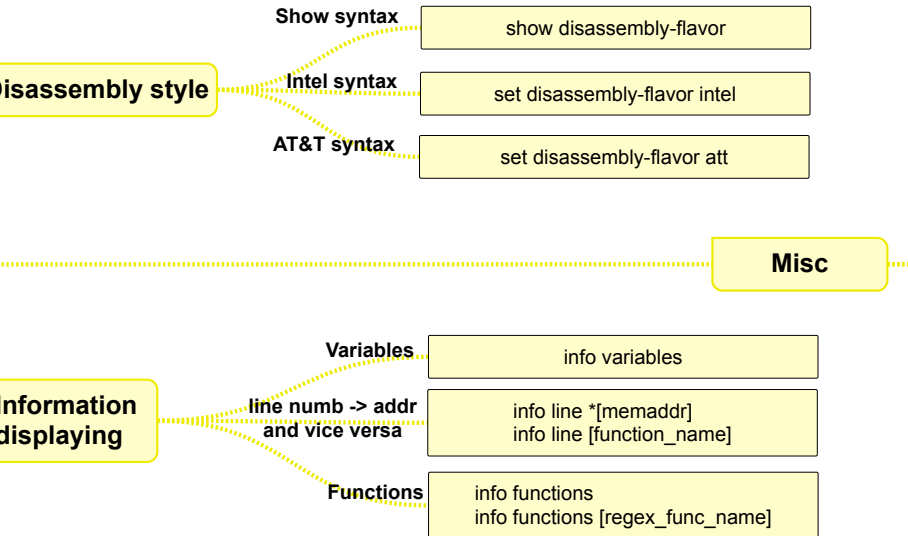 Show syntax
show disassembly-flavor
Disassembly style
Intel syntax
set disassembly-flavor intel
AT&T syntax
set disassembly-flavor att
Misc
Variables
info variables
Information
displaying
line numb -> addr
and vice versa
info line *[memaddr]
info line [function_name]
Functions
info functions
info functions [regex_func_name]